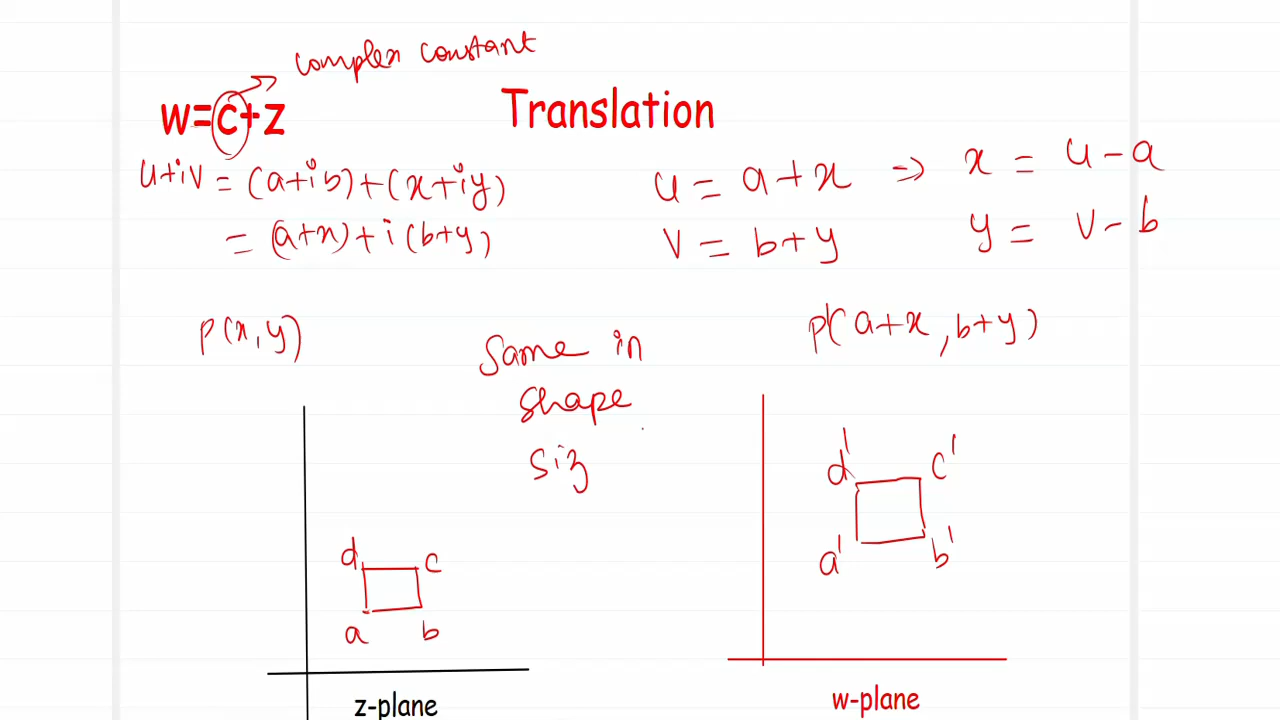 complex constant
w=c+z Translation
u+iv = (a+ib)+(x+iy)
= (a+x)+i(b+y)
u = a+x ⇒ x = u-a
v = b+y y = v-b
p(x,y) p'(a+x, b+y)
Same in
shape
siz
d c
a b
d' c'
a' b'
z-plane w-plane